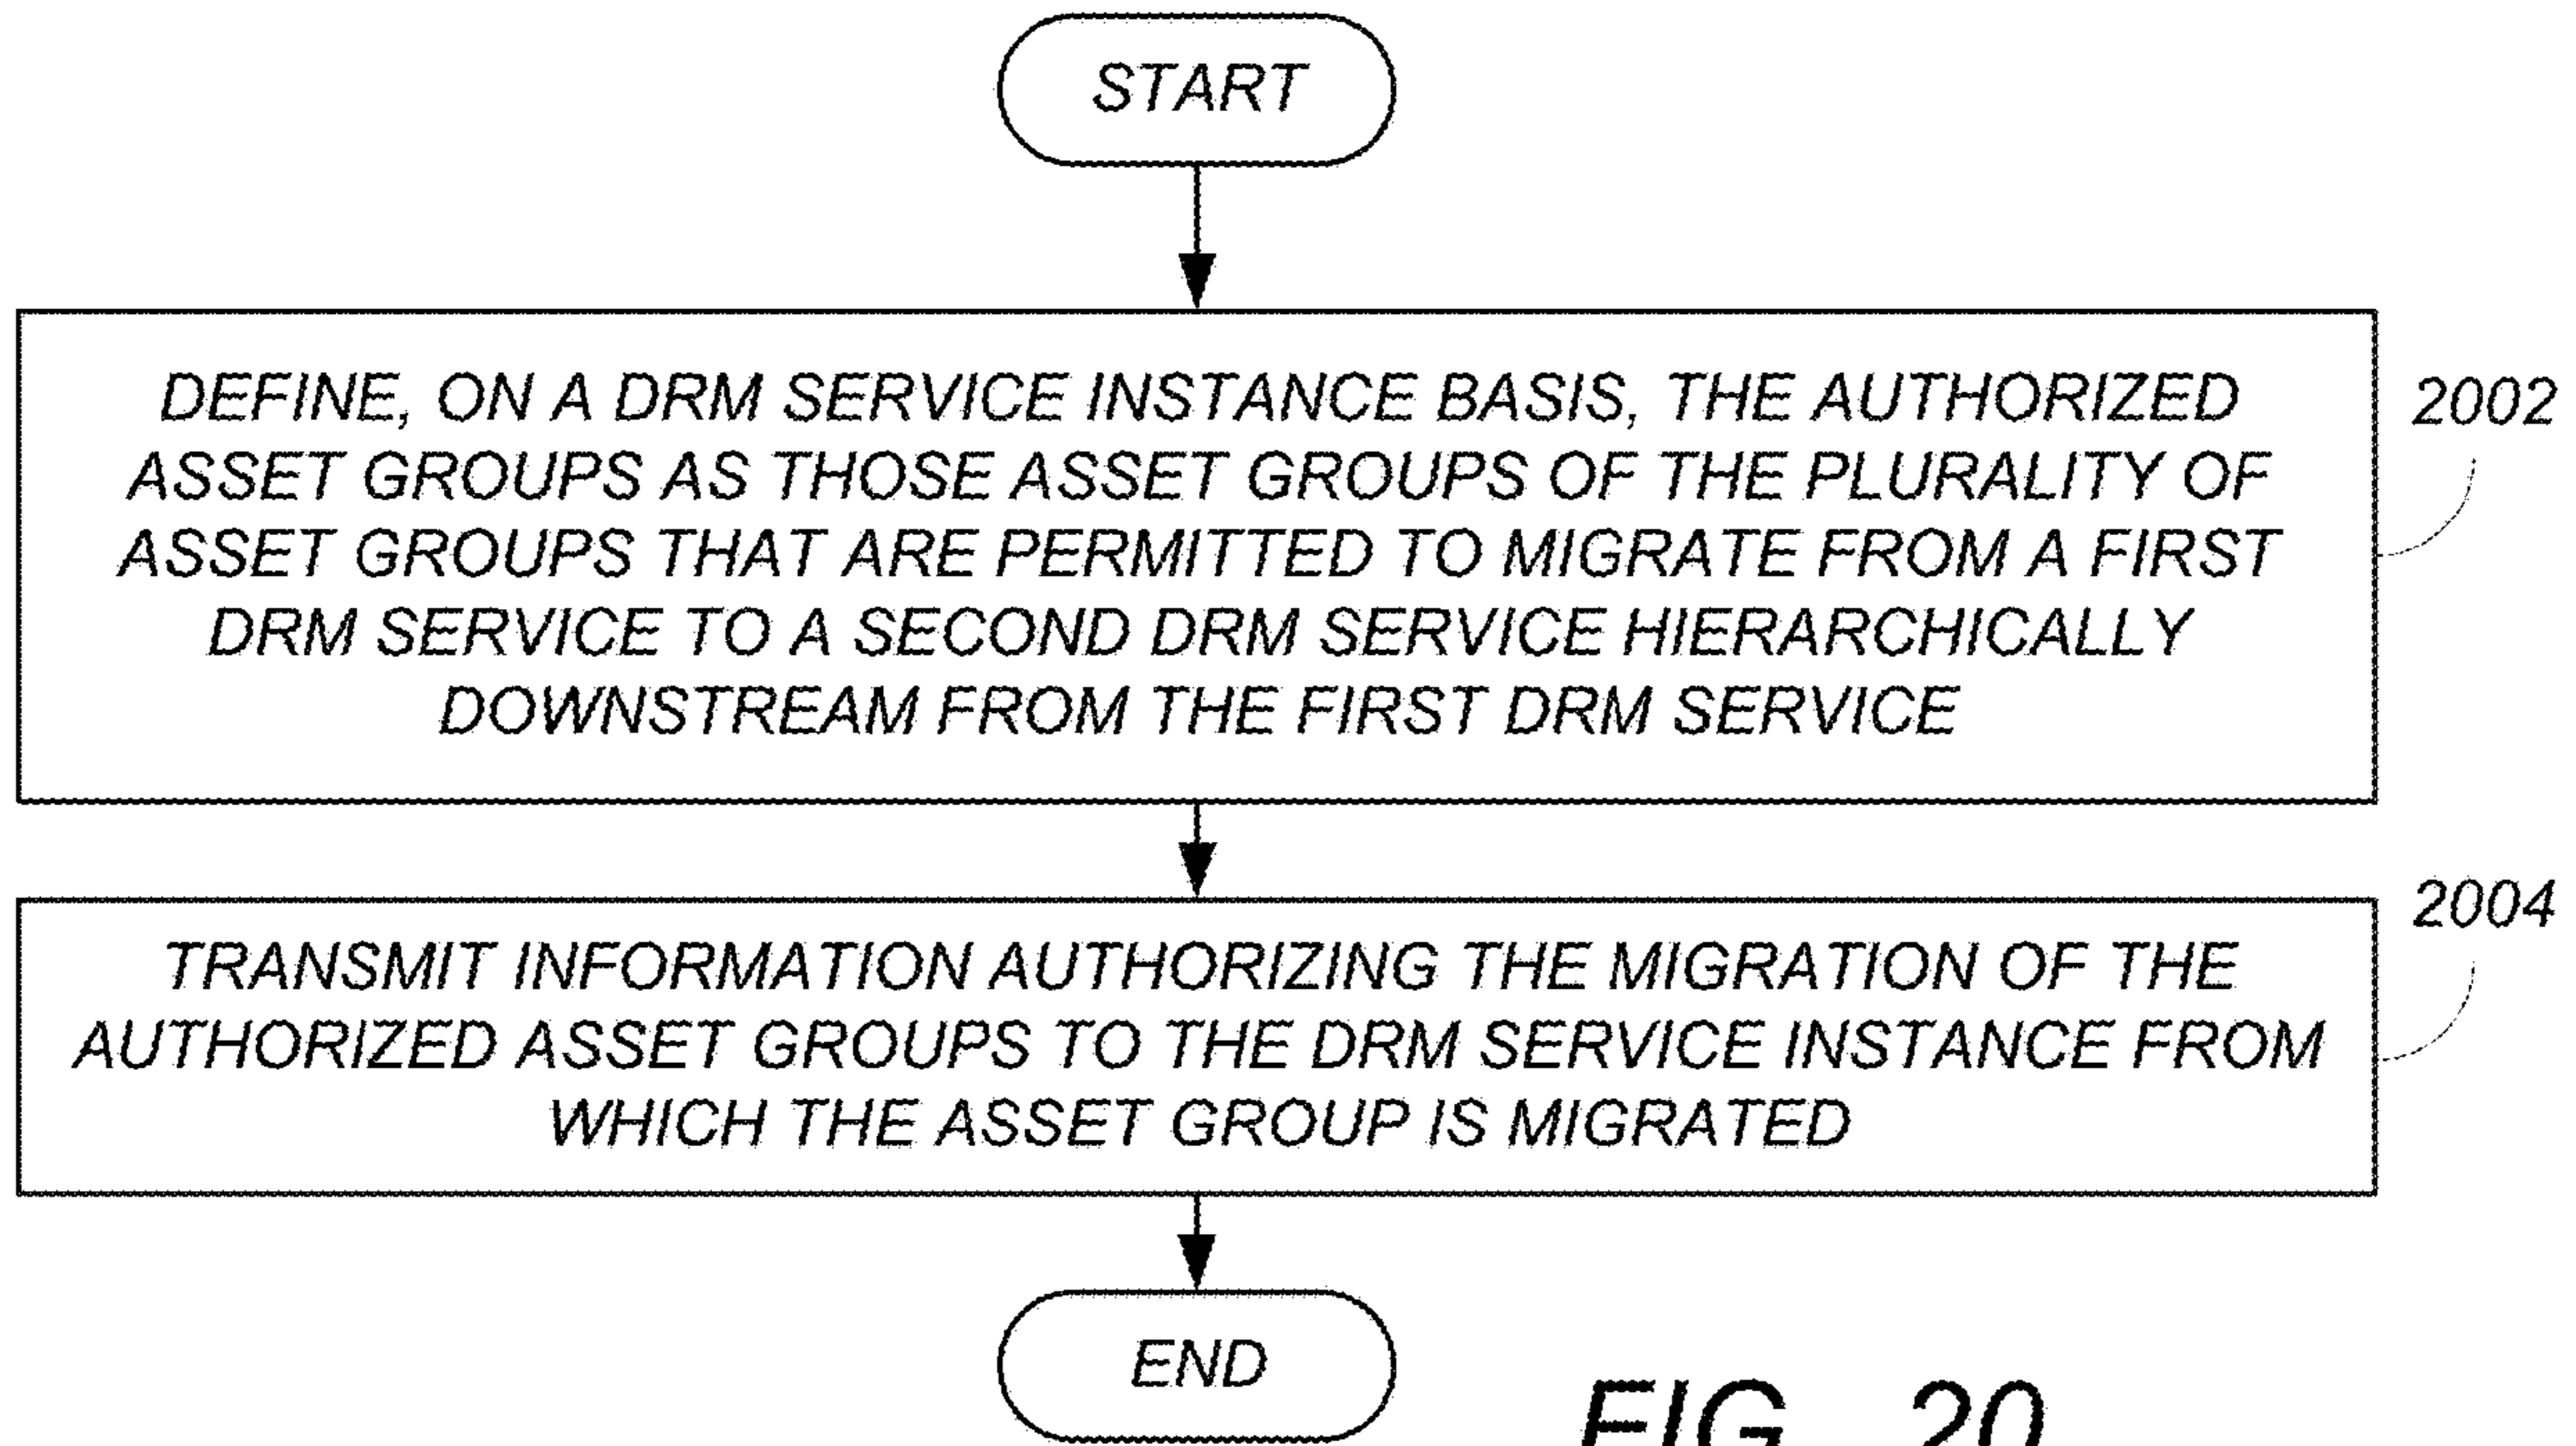 START
DEFINE, ON A DRM SERVICE INSTANCE BASIS, THE AUTHORIZED
ASSET GROUPS AS THOSE ASSET GROUPS OF THE PLURALITY OF
ASSET GROUPS THAT ARE PERMITTED TO MIGRATE FROM A FIRST
DRM SERVICE TO A SECOND DRM SERVICE HIERARCHICALLY
DOWNSTREAM FROM THE FIRST DRM SERVICE
2002
TRANSMIT INFORMATION AUTHORIZING THE MIGRATION OF THE
AUTHORIZED ASSET GROUPS TO THE DRM SERVICE INSTANCE FROM
WHICH THE ASSET GROUP IS MIGRATED
2004
END
FIG. 20